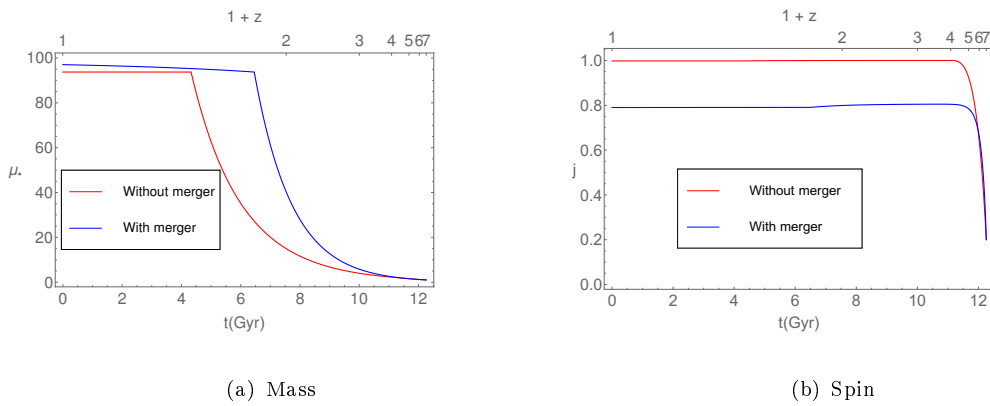 1 + z
1 2 3 4 5 6 7
100
80
60
40
20
0
μ•
Without merger
With merger
0 2 4 6 8 10 12
t(Gyr)
(a) Mass
1 + z
1 2 3 4 5 6 7
1.0
0.8
0.6
0.4
0.2
0.0
j
Without merger
With merger
0 2 4 6 8 10 12
t(Gyr)
(b) Spin